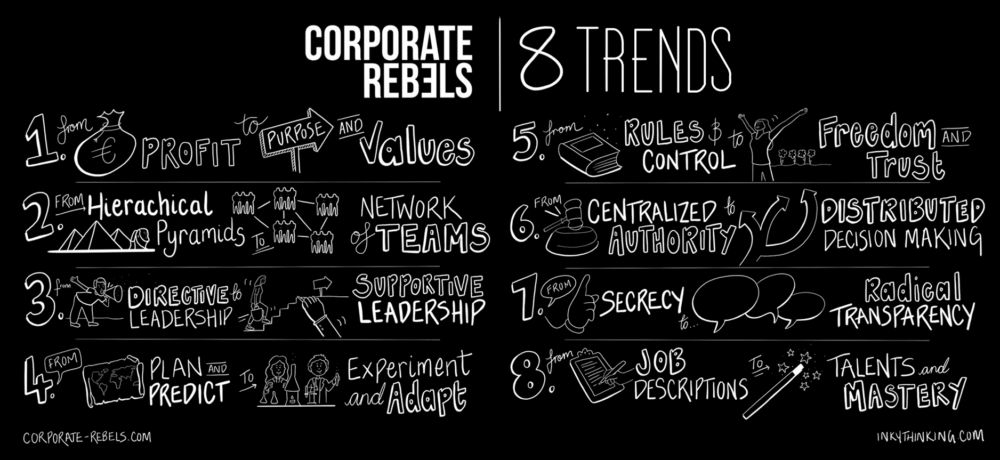 CORPORATE
REBELS
8 TRENDS
1. from PROFIT to PURPOSE AND Values
2. FROM Hierachical
Pyramids TO NETWORK
of TEAMS
3. from DIRECTIVE to
LEADERSHIP SUPPORTIVE
LEADERSHIP
4. FROM PLAN AND
PREDICT TO Experiment
and Adapt
5. from RULES &
CONTROL to Freedom AND
Trust
6. FROM CENTRALIZED to
AUTHORITY DISTRIBUTED
DECISION MAKING
7. FROM SECRECY
to... Radical
TRANSPARENCY
8. from JOB
DESCRIPTIONS TO TALENTS and
MASTERY
CORPORATE-REBELS.COM
INKYTHINKING.COM